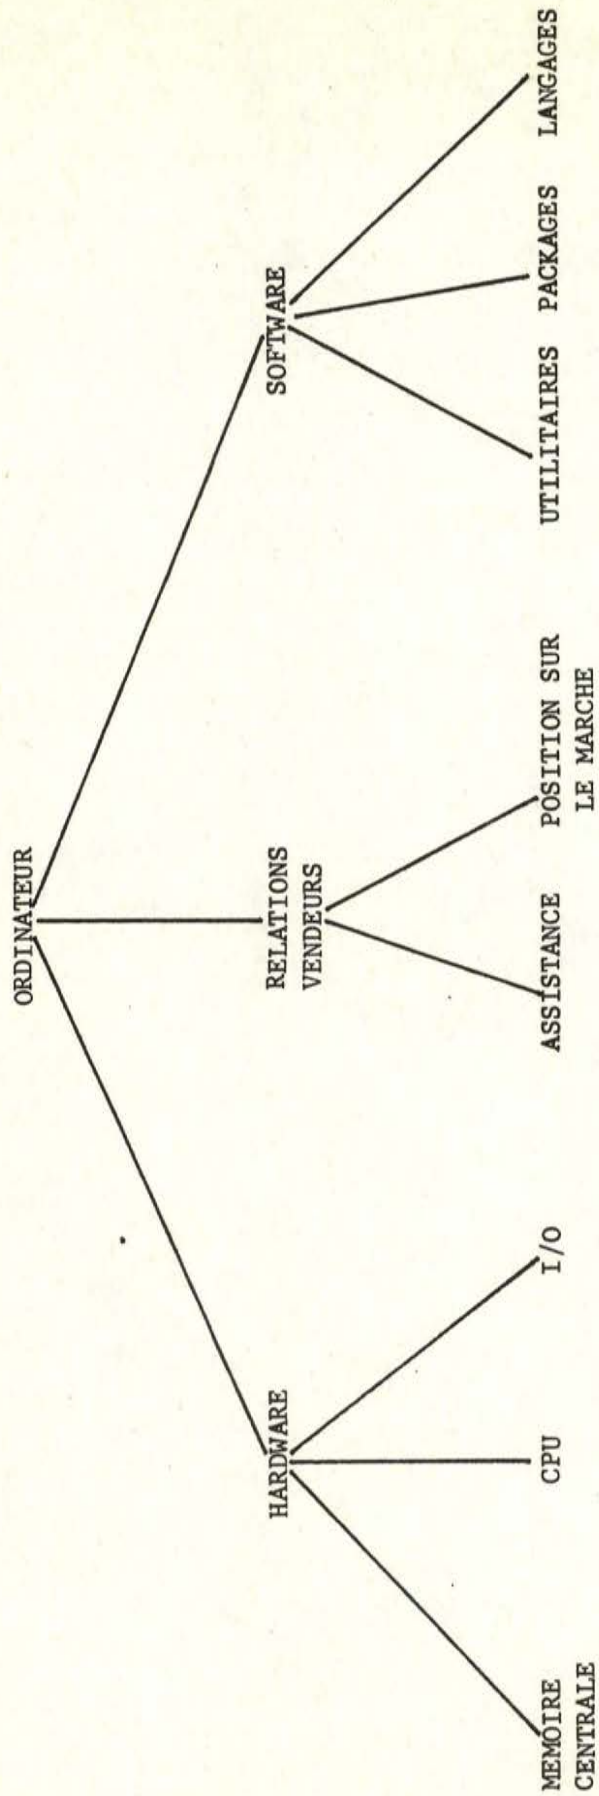 ORDINATEUR
HARDWARE
RELATIONS
VENDEURS
SOFTWARE
MEMOIRE
CENTRALE
CPU
I/O
ASSISTANCE
POSITION SUR
LE MARCHE
UTILITAIRES
PACKAGES
LANGAGES